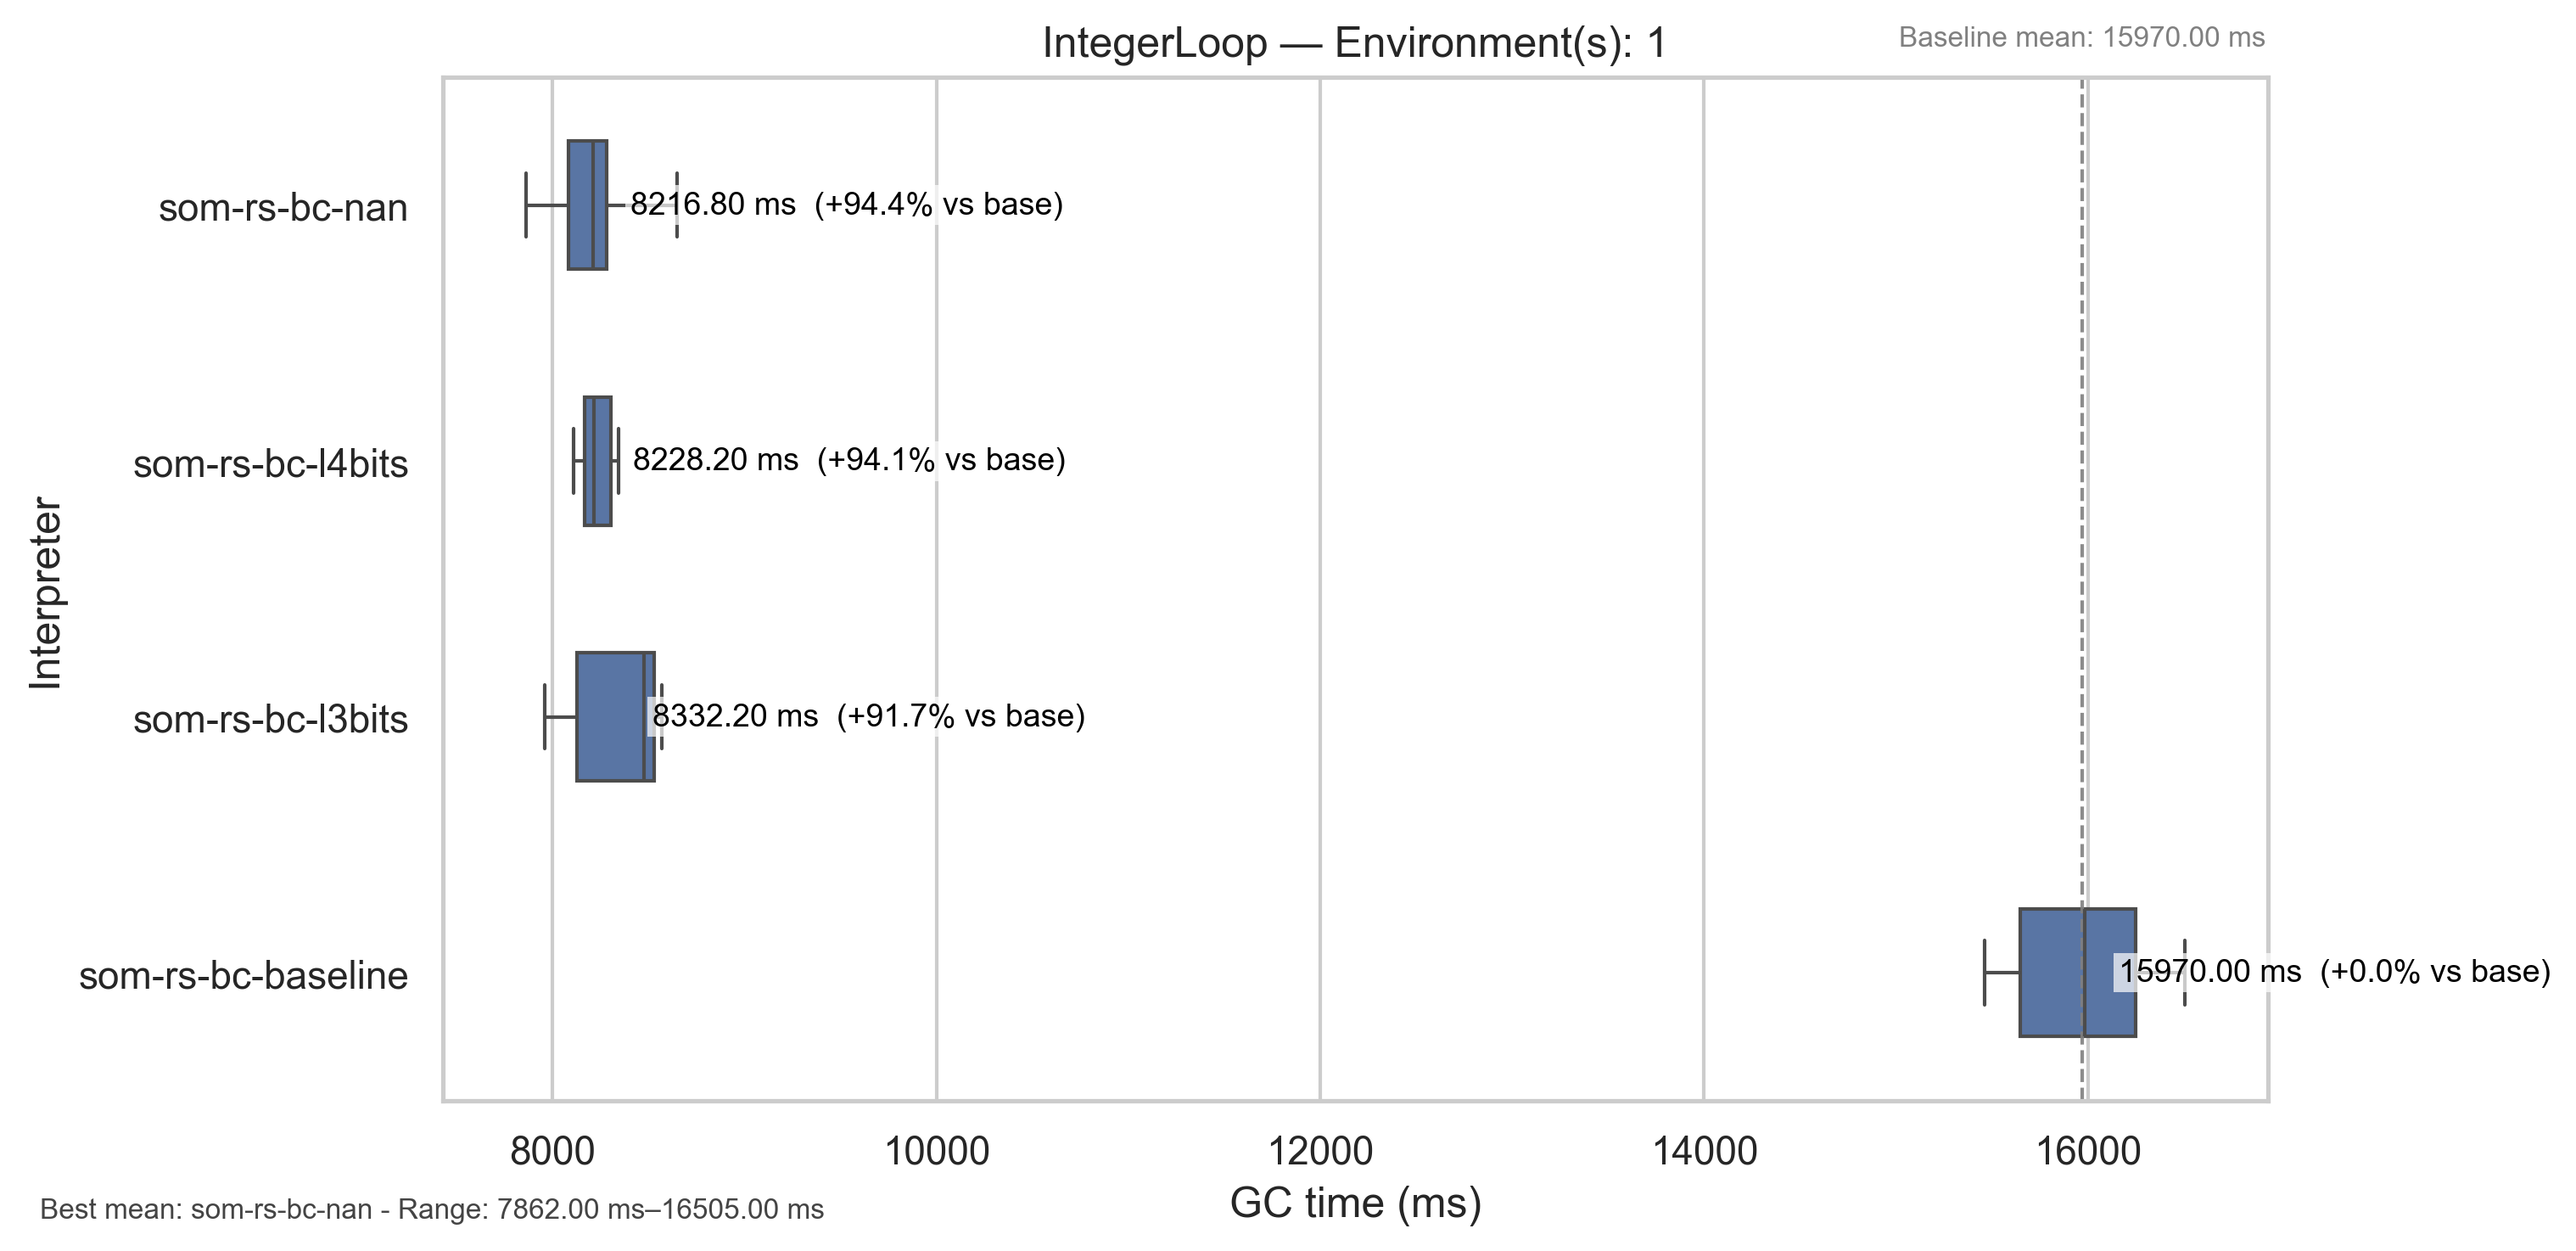 IntegerLoop — Environment(s): 1
Baseline mean: 15970.00 ms
Interpreter
som-rs-bc-nan
8216.80 ms  (+94.4% vs base)
som-rs-bc-l4bits
8228.20 ms  (+94.1% vs base)
som-rs-bc-l3bits
8332.20 ms  (+91.7% vs base)
som-rs-bc-baseline
15970.00 ms  (+0.0% vs base)
8000 10000 12000 14000 16000
GC time (ms)
Best mean: som-rs-bc-nan - Range: 7862.00 ms–16505.00 ms